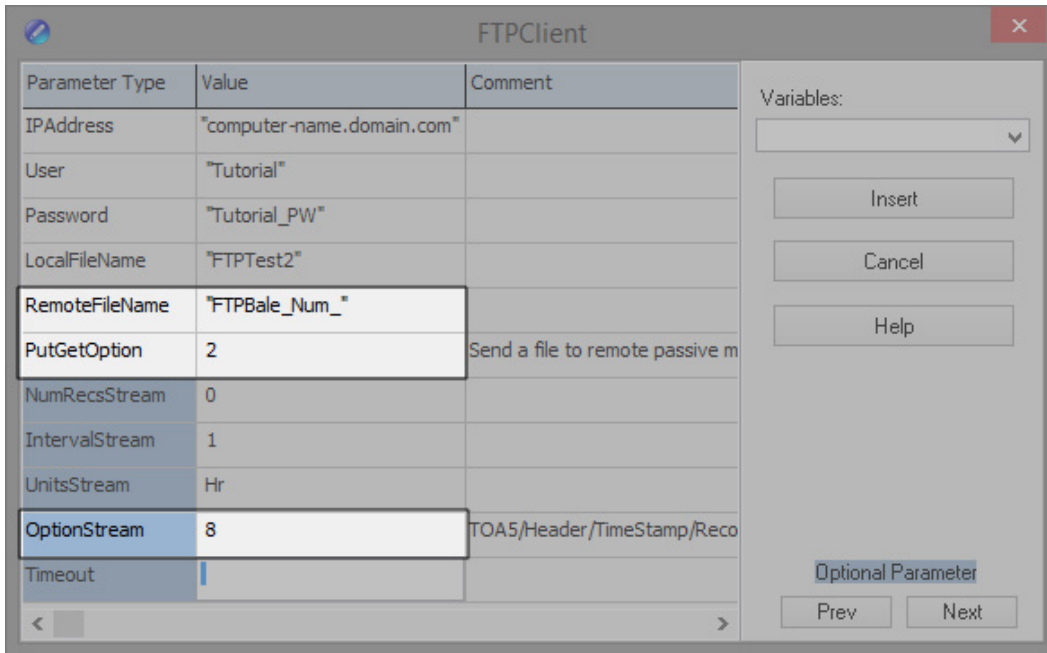 FTPClient
Parameter Type Value Comment
IPAddress "computer-name.domain.com"
User "Tutorial"
Password "Tutorial_PW"
LocalFileName "FTPTest2"
RemoteFileName "FTPBale_Num_"
PutGetOption 2 Send a file to remote passive m
NumRecsStream 0
IntervalStream 1
UnitsStream Hr
OptionStream 8 TOA5/Header/TimeStamp/Reco
Timeout
Variables:
Insert
Cancel
Help
Optional Parameter
Prev Next